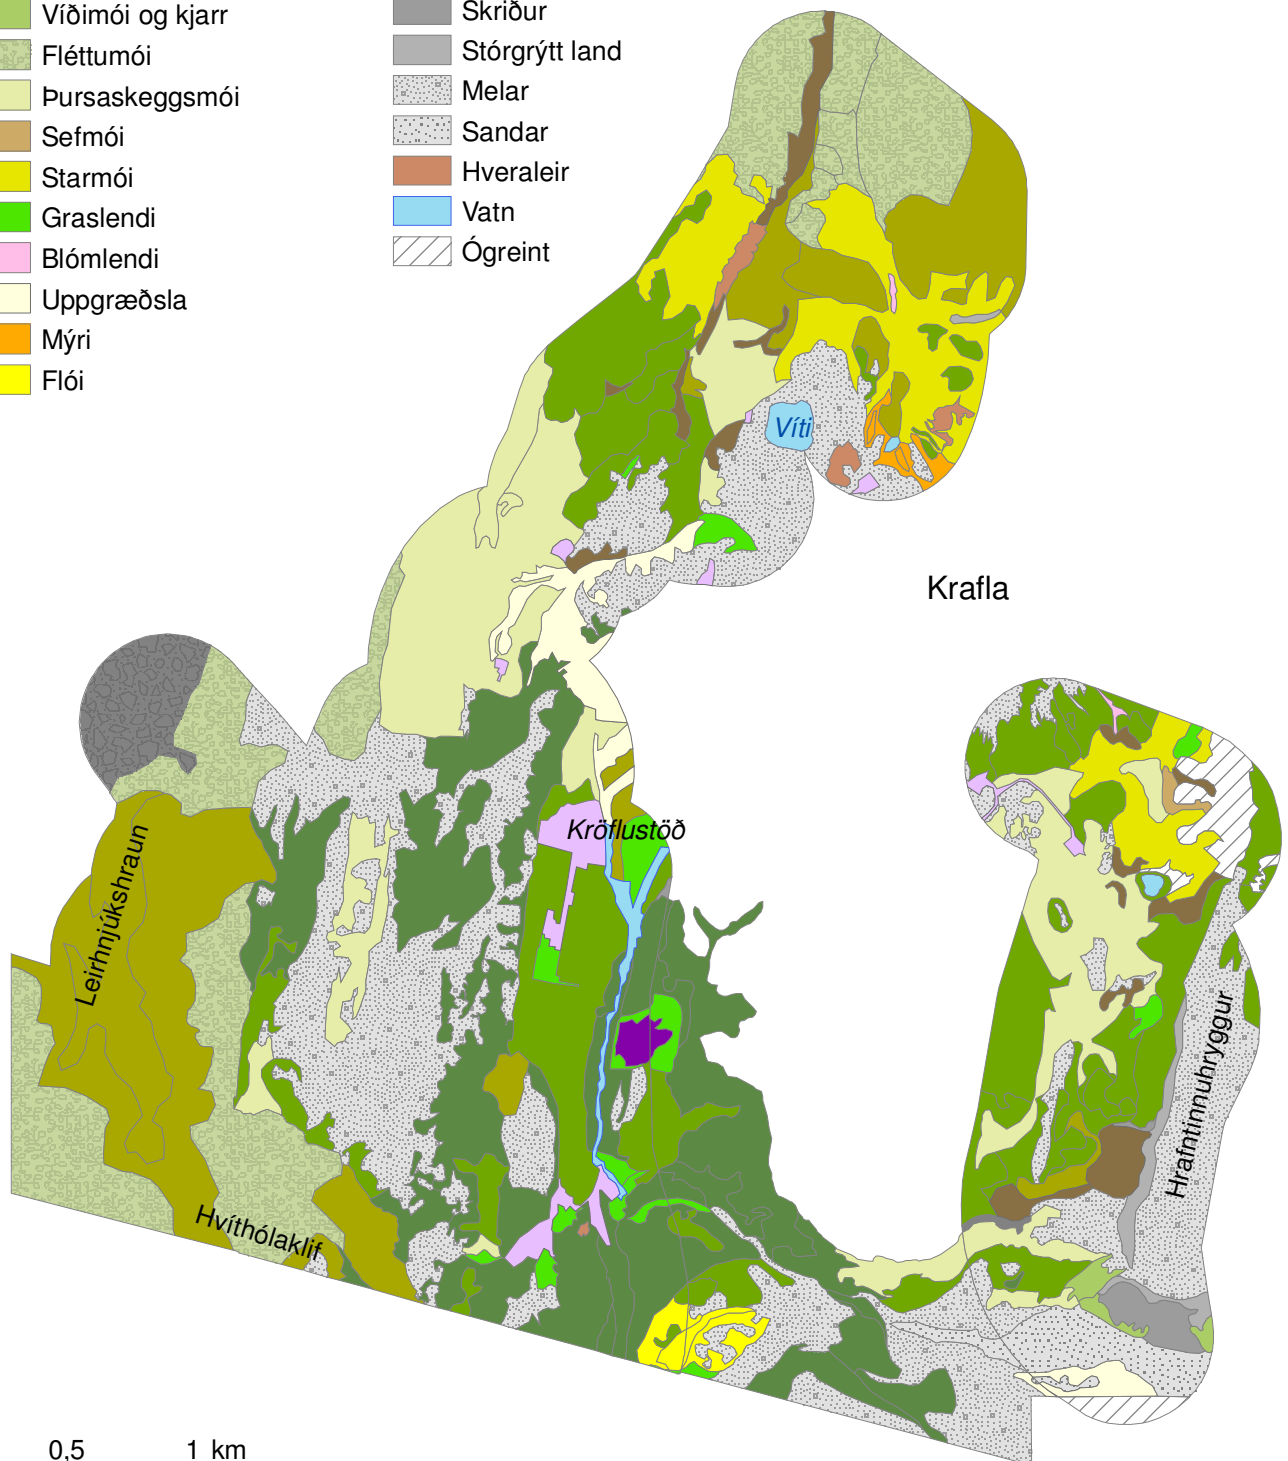 Víðimói og kjarr
Fléttumói
Þursaskeggsmói
Sefmói
Starmói
Graslendi
Blómlendi
Uppgræðsla
Mýri
Flói
Skriður
Stórgrýtt land
Melar
Sandar
Hveraleir
Vatn
Ógreint
Víti
Krafla
Kröflustöð
Leirhnjúkshraun
Hvíthólaklif
Hrafntinnuhryggur
0,5 1 km